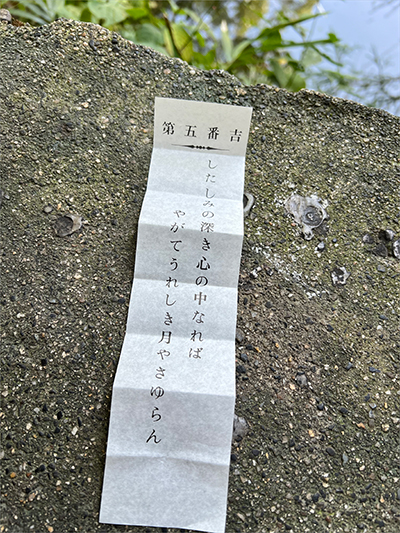 第五番吉
したしみの深き心の中なれば
やがてうれしき月やさゆらん